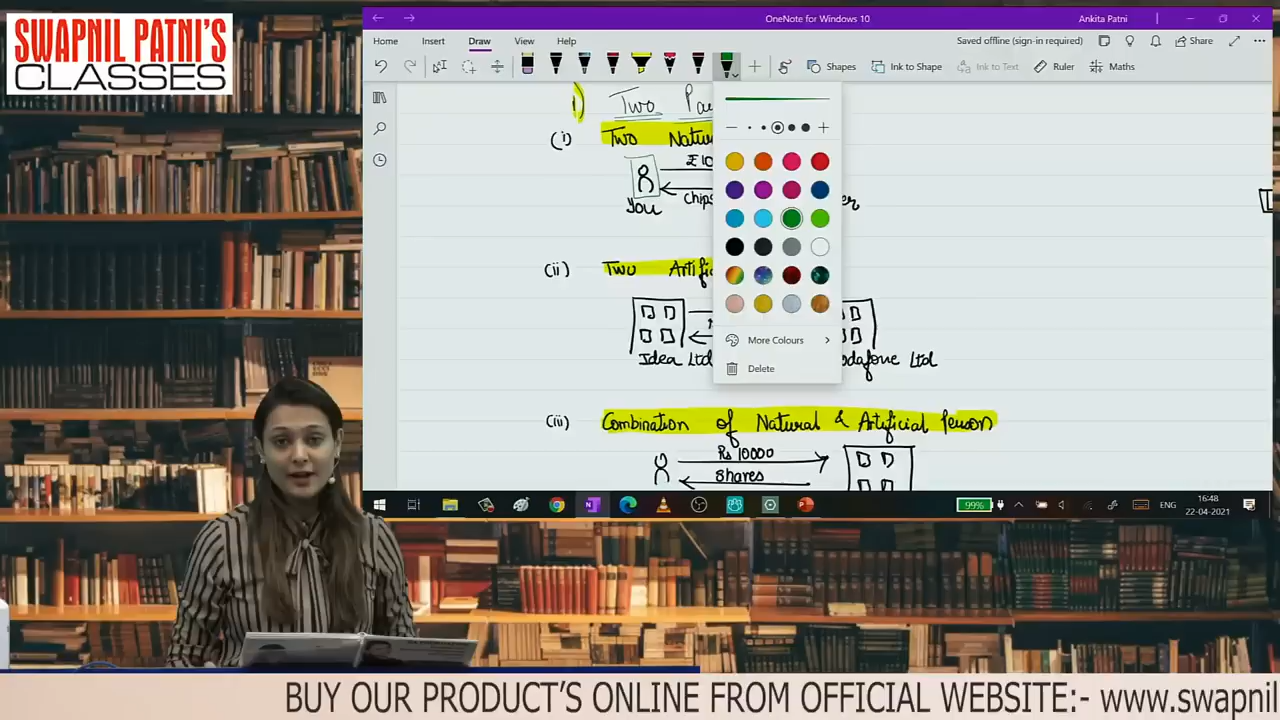 SWAPNIL PATNI'S
CLASSES
OneNote for Windows 10
Ankita Patni
Home Insert Draw View Help
Saved offline (sign-in required)
Share
Shapes
Ink to Shape
Ink to Text
Ruler
Maths
1) Two
(i) Two
You
Chips
(ii) Two
Idea Ltd
Ltd
More Colours
Delete
(iii) Combination of Natural & Artificial Person
Rs 10000
Shares
99%
ENG
16:48
22-04-2021
BUY OUR PRODUCT'S ONLINE FROM OFFICIAL WEBSITE:- www.swapnil